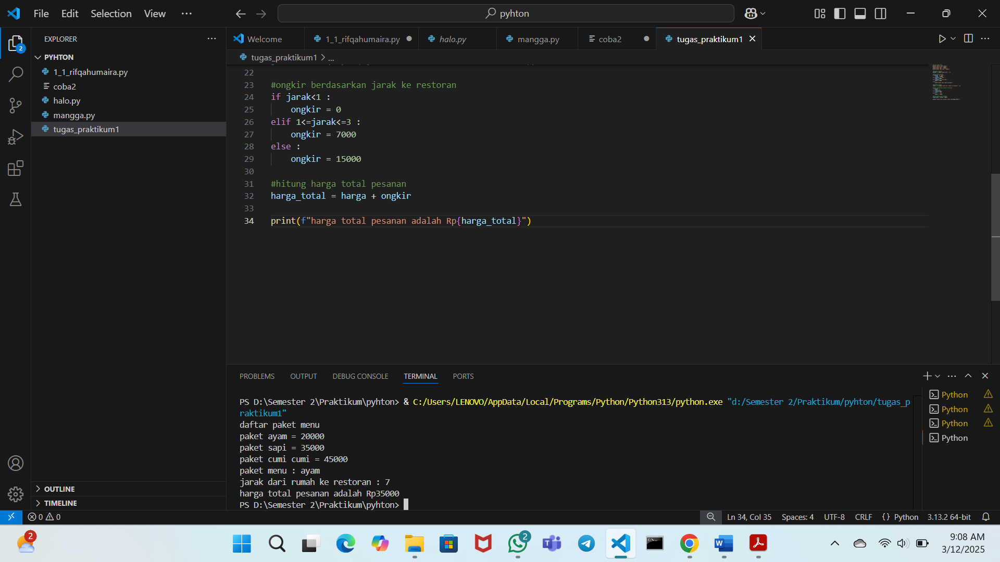 File Edit Selection View
pyhton
EXPLORER
Welcome
1_1_rifqahumaira.py
halo.py
mangga.py
coba2
tugas_praktikum1
tugas_praktikum1 > ...
2
PYHTON
1_1_rifqahumaira.py
coba2
halo.py
mangga.py
tugas_praktikum1
22
23 #ongkir berdasarkan jarak ke restoran
24 if jarak<1 :
25 ongkir = 0
26 elif 1<=jarak<=3 :
27 ongkir = 7000
28 else :
29 ongkir = 15000
30
31 #hitung harga total pesanan
32 harga_total = harga + ongkir
33
34 print(f"harga total pesanan adalah Rp{harga_total}")
PROBLEMS OUTPUT DEBUG CONSOLE TERMINAL PORTS
PS D:\Semester 2\Praktikum\pyhton> & C:/Users/LENOVO/AppData/Local/Programs/Python/Python313/python.exe "d:/Semester 2/Praktikum/pyhton/tugas_p
raktikum1"
daftar paket menu
paket ayam = 20000
paket sapi = 35000
paket cumi cumi = 45000
paket menu : ayam
jarak dari rumah ke restoran : 7
harga total pesanan adalah Rp35000
PS D:\Semester 2\Praktikum\pyhton>
Python
Python
Python
Python
OUTLINE
TIMELINE
0 0
Ln 34, Col 35 Spaces: 4 UTF-8 CRLF {} Python 3.13.2 64-bit
2
2
9:08 AM
3/12/2025